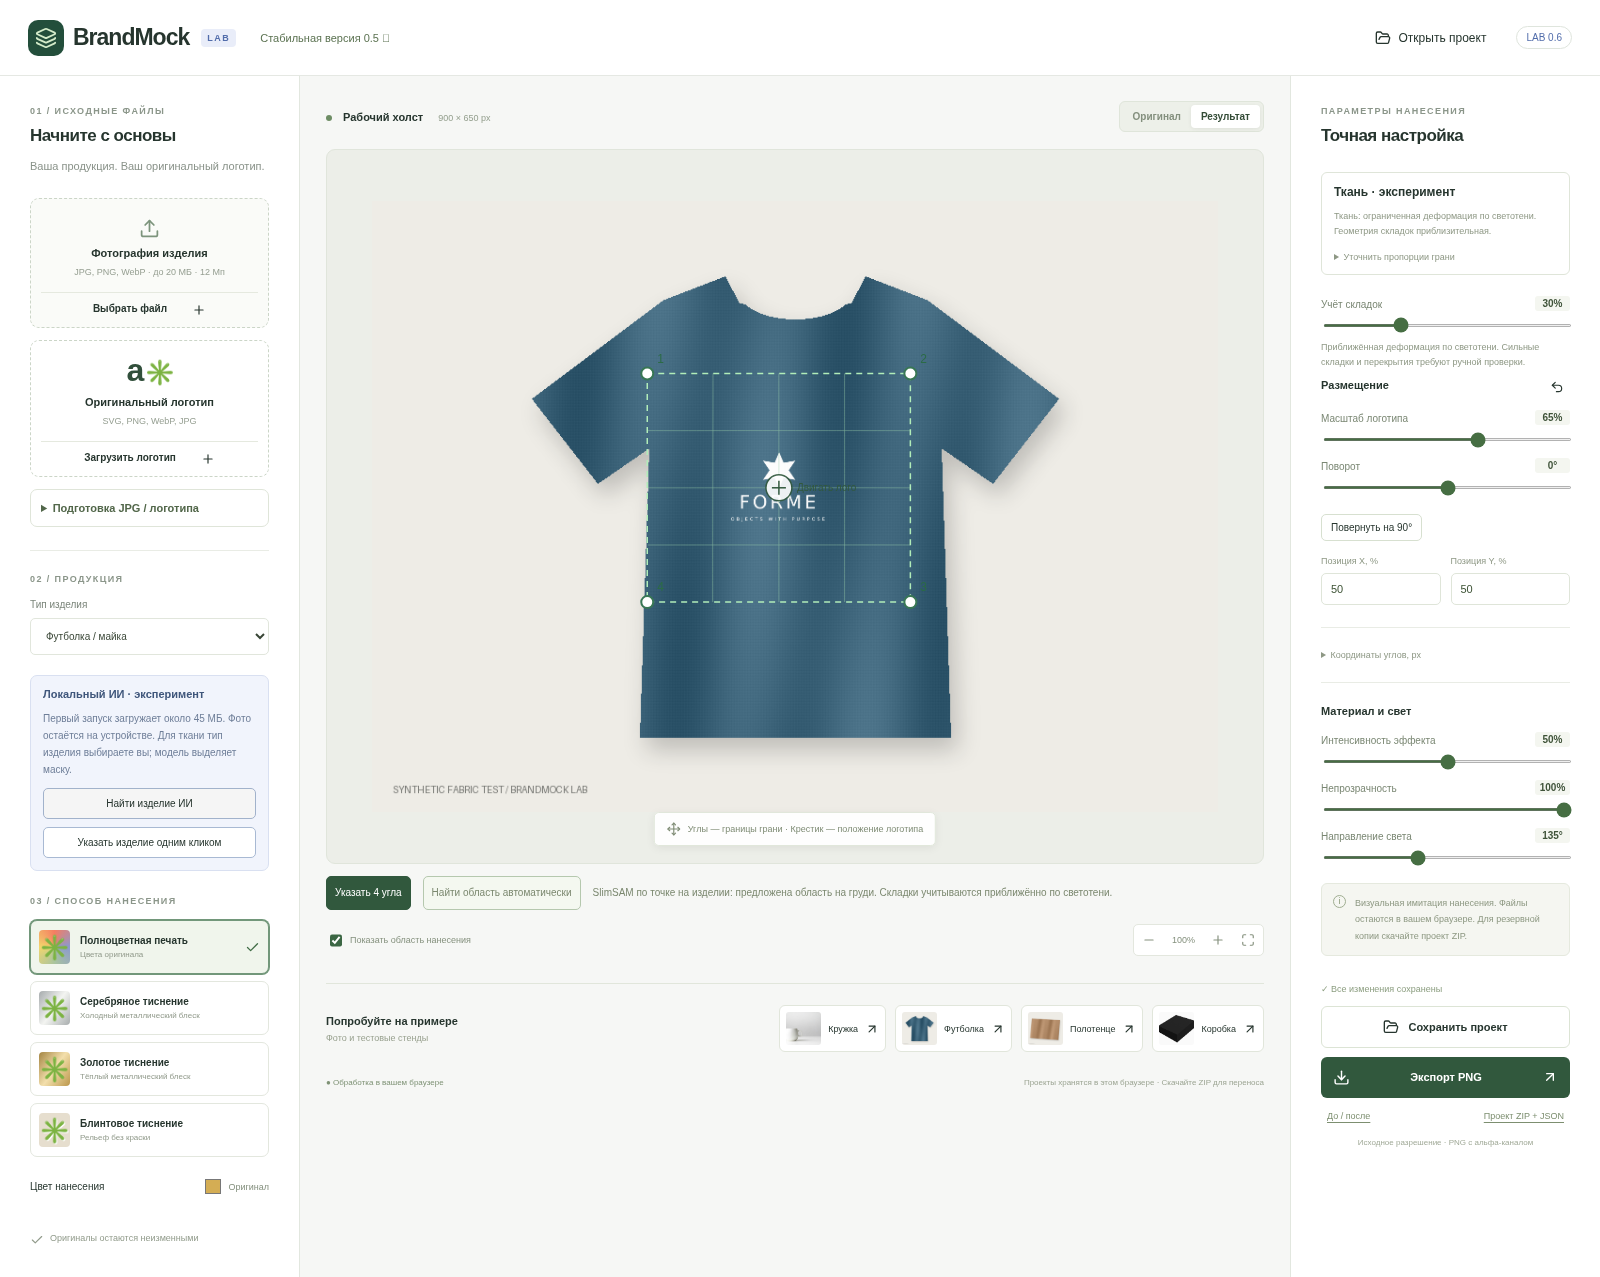 BrandMock LAB Стабильная версия 0.5
Открыть проект LAB 0.6
01 / ИСХОДНЫЕ ФАЙЛЫ
Начните с основы
Ваша продукция. Ваш оригинальный логотип.
Фотография изделия
JPG, PNG, WebP · до 20 МБ · 12 Мп
Выбрать файл
a
Оригинальный логотип
SVG, PNG, WebP, JPG
Загрузить логотип
Подготовка JPG / логотипа
02 / ПРОДУКЦИЯ
Тип изделия
Футболка / майка
Локальный ИИ · эксперимент
Первый запуск загружает около 45 МБ. Фото
остаётся на устройстве. Для ткани тип
изделия выбираете вы; модель выделяет
маску.
Найти изделие ИИ
Указать изделие одним кликом
03 / СПОСОБ НАНЕСЕНИЯ
Полноцветная печать
Цвета оригинала
Серебряное тиснение
Холодный металлический блеск
Золотое тиснение
Тёплый металлический блеск
Блинтовое тиснение
Рельеф без краски
Цвет нанесения Оригинал
Оригиналы остаются неизменными
Рабочий холст 900 × 650 px
Оригинал Результат
1 2
FORME
OBJECTS WITH PURPOSE
SYNTHETIC FABRIC TEST / BRANDMOCK LAB
Углы — границы грани · Крестик — положение логотипа
Указать 4 угла Найти область автоматически SlimSAM по точке на изделии: предложена область на груди. Складки учитываются приближённо по светотени.
Показать область нанесения
100%
Попробуйте на примере
Фото и тестовые стенды
Кружка Футболка Полотенце Коробка
● Обработка в вашем браузере
Проекты хранятся в этом браузере · Скачайте ZIP для переноса
ПАРАМЕТРЫ НАНЕСЕНИЯ
Точная настройка
Ткань · эксперимент
Ткань: ограниченная деформация по светотени.
Геометрия складок приблизительная.
Уточнить пропорции грани
Учёт складок 30%
Приближённая деформация по светотени. Сильные
складки и перекрытия требуют ручной проверки.
Размещение
Масштаб логотипа 65%
Поворот 0°
Повернуть на 90°
Позиция X, % Позиция Y, %
50 50
Координаты углов, px
Материал и свет
Интенсивность эффекта 50%
Непрозрачность 100%
Направление света 135°
Визуальная имитация нанесения. Файлы
остаются в вашем браузере. Для резервной
копии скачайте проект ZIP.
✓ Все изменения сохранены
Сохранить проект
Экспорт PNG
До / после Проект ZIP + JSON
Исходное разрешение · PNG с альфа-каналом